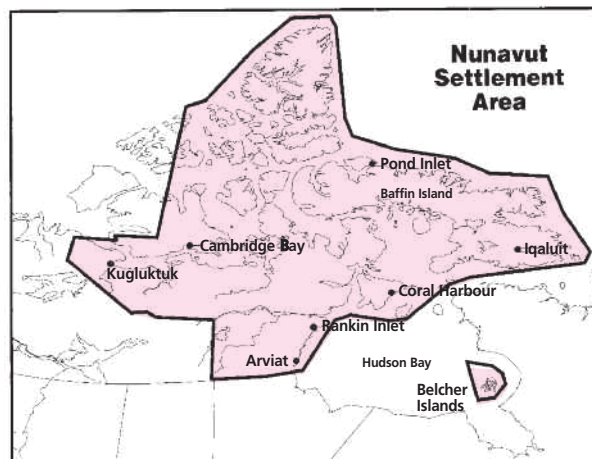 Nunavut
Settlement
Area
Pond Inlet
Baffin Island
Cambridge Bay
Iqaluit
Kugluktuk
Coral Harbour
Rankin Inlet
Arviat
Hudson Bay
Belcher
Islands